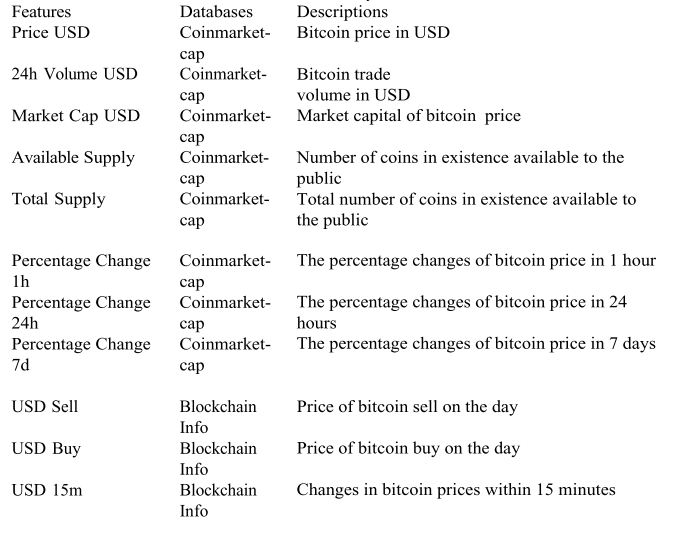 Features Databases Descriptions
Price USD Coinmarket- Bitcoin price in USD
cap
24h Volume USD Coinmarket- Bitcoin trade
cap volume in USD
Market Cap USD Coinmarket- Market capital of bitcoin price
cap
Available Supply Coinmarket- Number of coins in existence available to the
cap public
Total Supply Coinmarket- Total number of coins in existence available to
cap the public
Percentage Change Coinmarket- The percentage changes of bitcoin price in 1 hour
1h cap
Percentage Change Coinmarket- The percentage changes of bitcoin price in 24
24h cap hours
Percentage Change Coinmarket- The percentage changes of bitcoin price in 7 days
7d cap
USD Sell Blockchain Price of bitcoin sell on the day
Info
USD Buy Blockchain Price of bitcoin buy on the day
Info
USD 15m Blockchain Changes in bitcoin prices within 15 minutes
Info